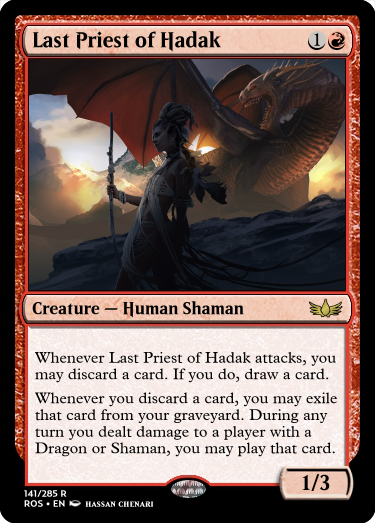 Last Priest of Hadak 1
Creature — Human Shaman
Whenever Last Priest of Hadak attacks, you
may discard a card. If you do, draw a card.
Whenever you discard a card, you may exile
that card from your graveyard. During any
turn you dealt damage to a player with a
Dragon or Shaman, you may play that card.
1/3
141/285 R
ROS • EN HASSAN CHENARI